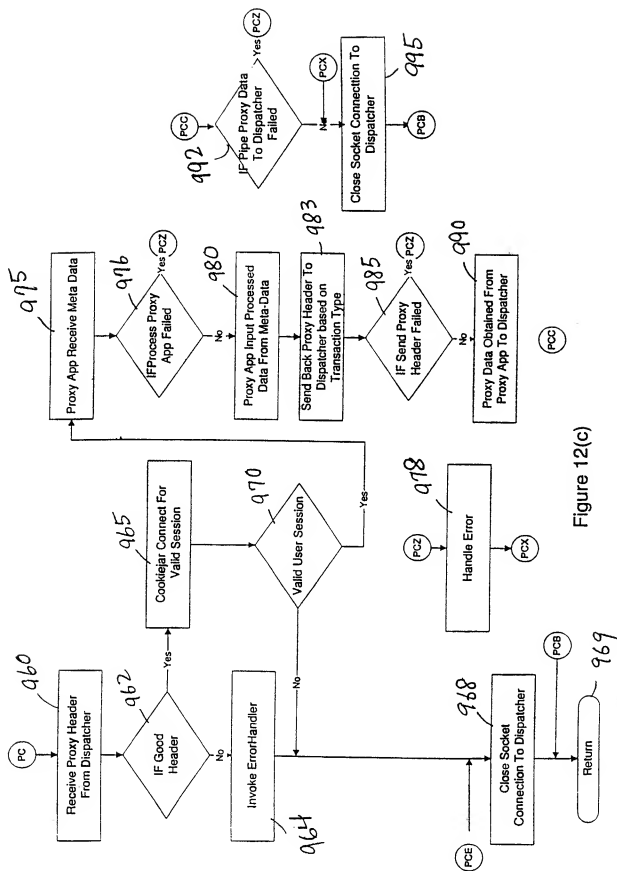 PC
960
Receive Proxy Header
From Dispatcher
962
IF Good
Header
Yes
No
Invoke ErrorHandler
964
965
Cookiejar Connect For
Valid Session
970
Valid User Session
No
Yes
PCE
968
Close Socket
Connection To Dispatcher
PCB
969
Return
975
Proxy App Receive Meta Data
976
IFProcess Proxy
App Failed
Yes
PCZ
No
980
Proxy App Input Processed
Data From Meta-Data
983
Send Back Proxy Header To
Dispatcher based on
Transaction Type
985
IF Send Proxy
Header Failed
Yes
PCZ
No
990
Proxy Data Obtained From
Proxy App To Dispatcher
PCC
PCZ
978
Handle Error
PCX
PCC
992
IF Pipe Proxy Data
To Dispatcher
Failed
Yes
PCZ
No
PCX
995
Close Socket Connecttion To
Dispatcher
PCB
Figure 12(c)